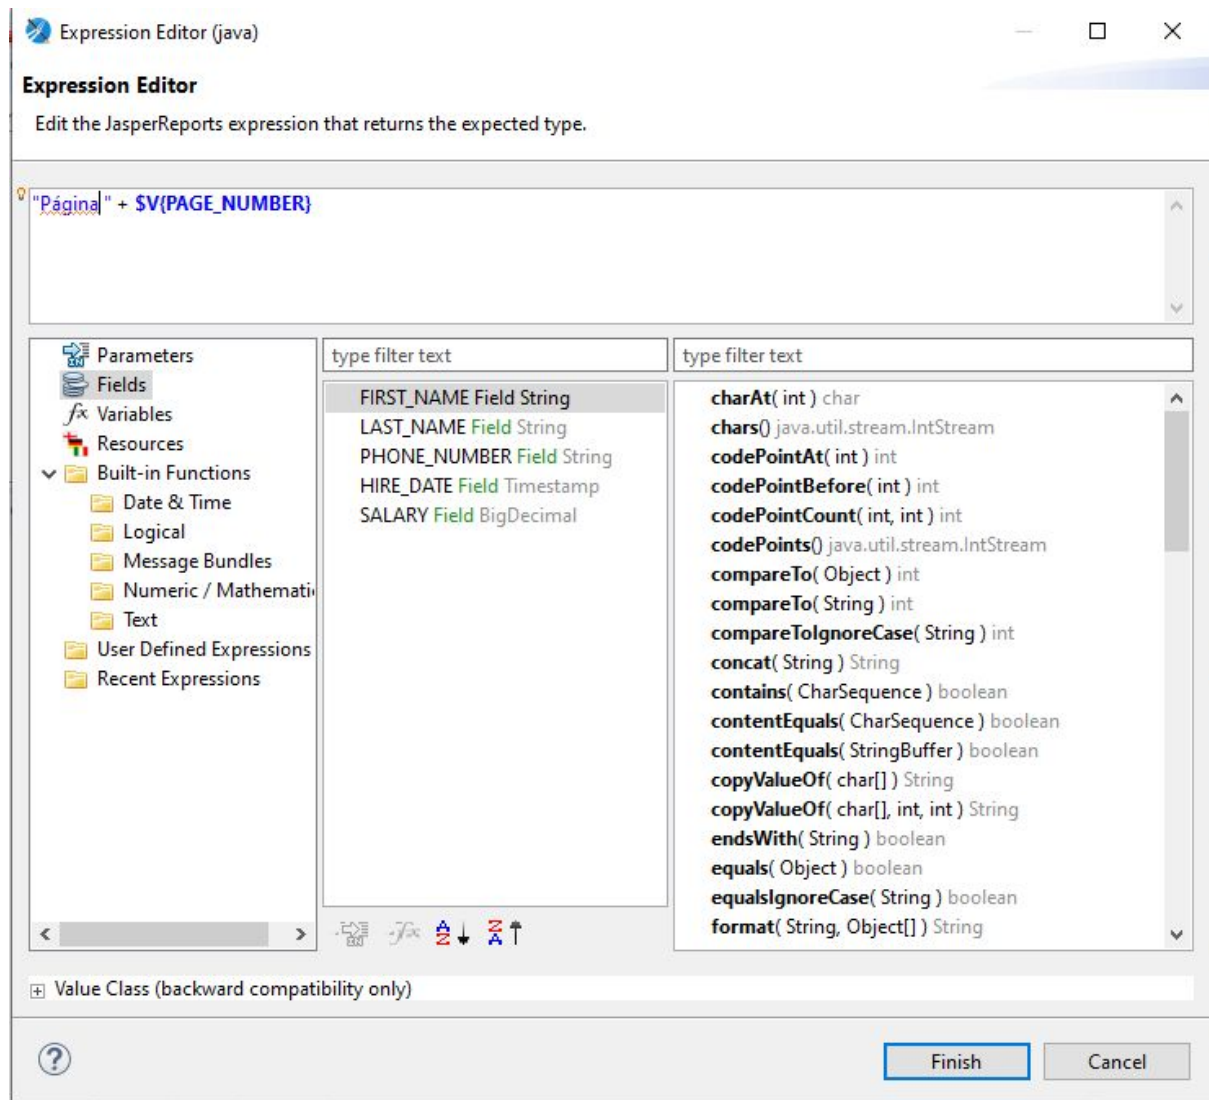 Expression Editor (java)
Expression Editor
Edit the JasperReports expression that returns the expected type.
"Página " + $V{PAGE_NUMBER}
Parameters
Fields
Variables
Resources
Built-in Functions
Date & Time
Logical
Message Bundles
Numeric / Mathemati
Text
User Defined Expressions
Recent Expressions
type filter text
FIRST_NAME Field String
LAST_NAME Field String
PHONE_NUMBER Field String
HIRE_DATE Field Timestamp
SALARY Field BigDecimal
type filter text
charAt( int ) char
chars() java.util.stream.IntStream
codePointAt( int ) int
codePointBefore( int ) int
codePointCount( int, int ) int
codePoints() java.util.stream.IntStream
compareTo( Object ) int
compareTo( String ) int
compareToIgnoreCase( String ) int
concat( String ) String
contains( CharSequence ) boolean
contentEquals( CharSequence ) boolean
contentEquals( StringBuffer ) boolean
copyValueOf( char[] ) String
copyValueOf( char[], int, int ) String
endsWith( String ) boolean
equals( Object ) boolean
equalsIgnoreCase( String ) boolean
format( String, Object[] ) String
Value Class (backward compatibility only)
Finish
Cancel